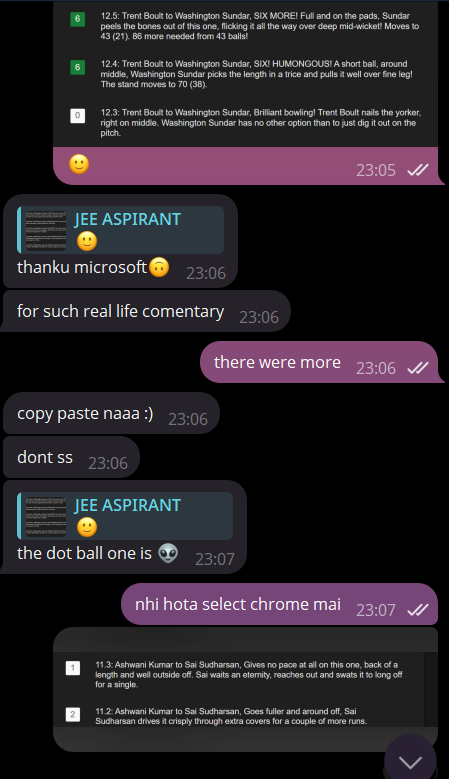 6
12.5: Trent Boult to Washington Sundar, SIX MORE! Full and on the pads, Sundar
peels the bones out of this one, flicking it all the way over deep mid-wicket! Moves to
43 (21). 86 more needed from 43 balls!
6
12.4: Trent Boult to Washington Sundar, SIX! HUMONGOUS! A short ball, around
middle, Washington Sundar picks the length in a trice and pulls it well over fine leg!
The stand moves to 70 (38).
0
12.3: Trent Boult to Washington Sundar, Brilliant bowling! Trent Boult nails the yorker,
right on middle. Washington Sundar has no other option than to just dig it out on the
pitch.
🙂
23:05
JEE ASPIRANT
🙂
thanku microsoft🙃 23:06
for such real life comentary 23:06
there were more 23:06
copy paste naaa :) 23:06
dont ss 23:06
JEE ASPIRANT
🙂
the dot ball one is 👽 23:07
nhi hota select chrome mai 23:07
1
11.3: Ashwani Kumar to Sai Sudharsan, Gives no pace at all on this one, back of a
length and well outside off. Sai waits an eternity, reaches out and swats it to long off
for a single.
2
11.2: Ashwani Kumar to Sai Sudharsan, Goes fuller and around off, Sai
Sudharsan drives it crisply through extra covers for a couple of more runs.